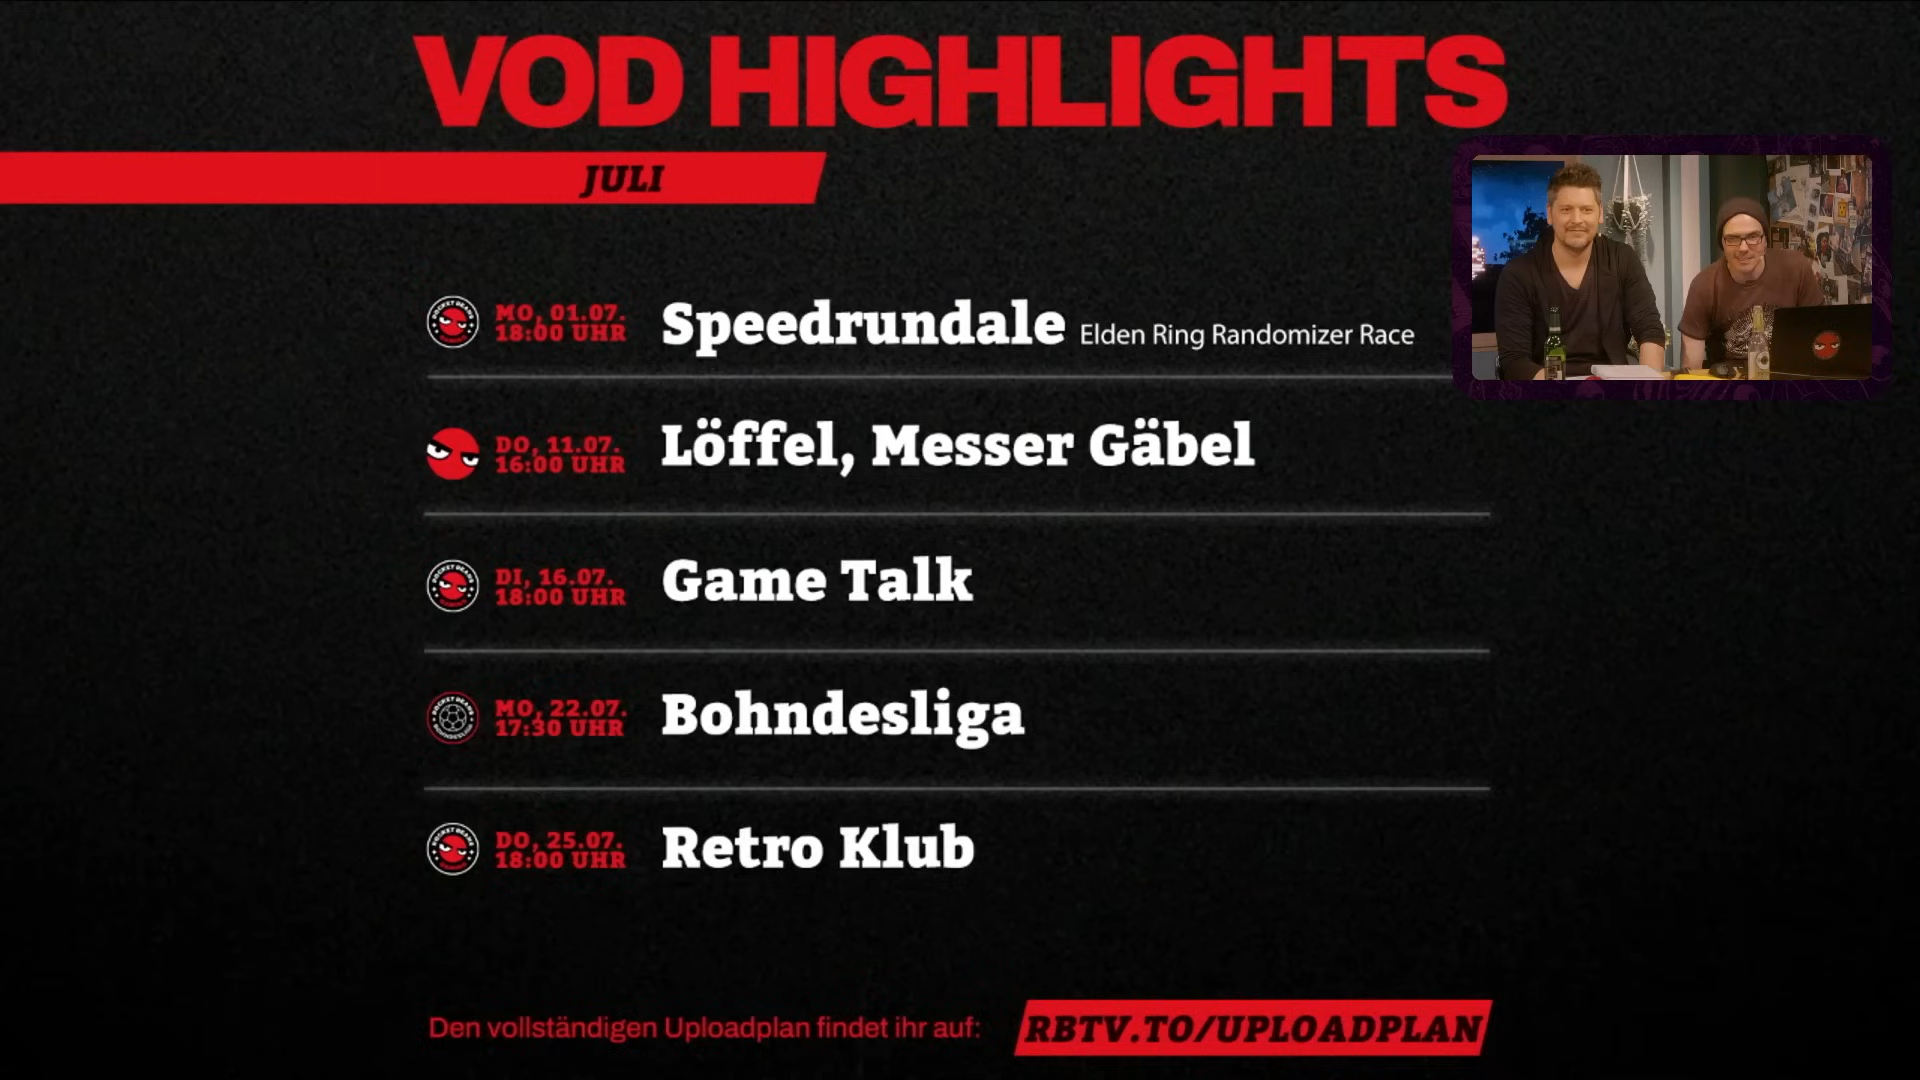 VOD HIGHLIGHTS
JULI
MO, 01.07.
18:00 UHR
Speedrundale Elden Ring Randomizer Race
DO, 11.07.
16:00 UHR
Löffel, Messer Gäbel
DI, 16.07.
18:00 UHR
Game Talk
MO, 22.07.
17:30 UHR
Bohndesliga
DO, 25.07.
18:00 UHR
Retro Klub
Den vollständigen Uploadplan findet ihr auf:
RBTV.TO/UPLOADPLAN